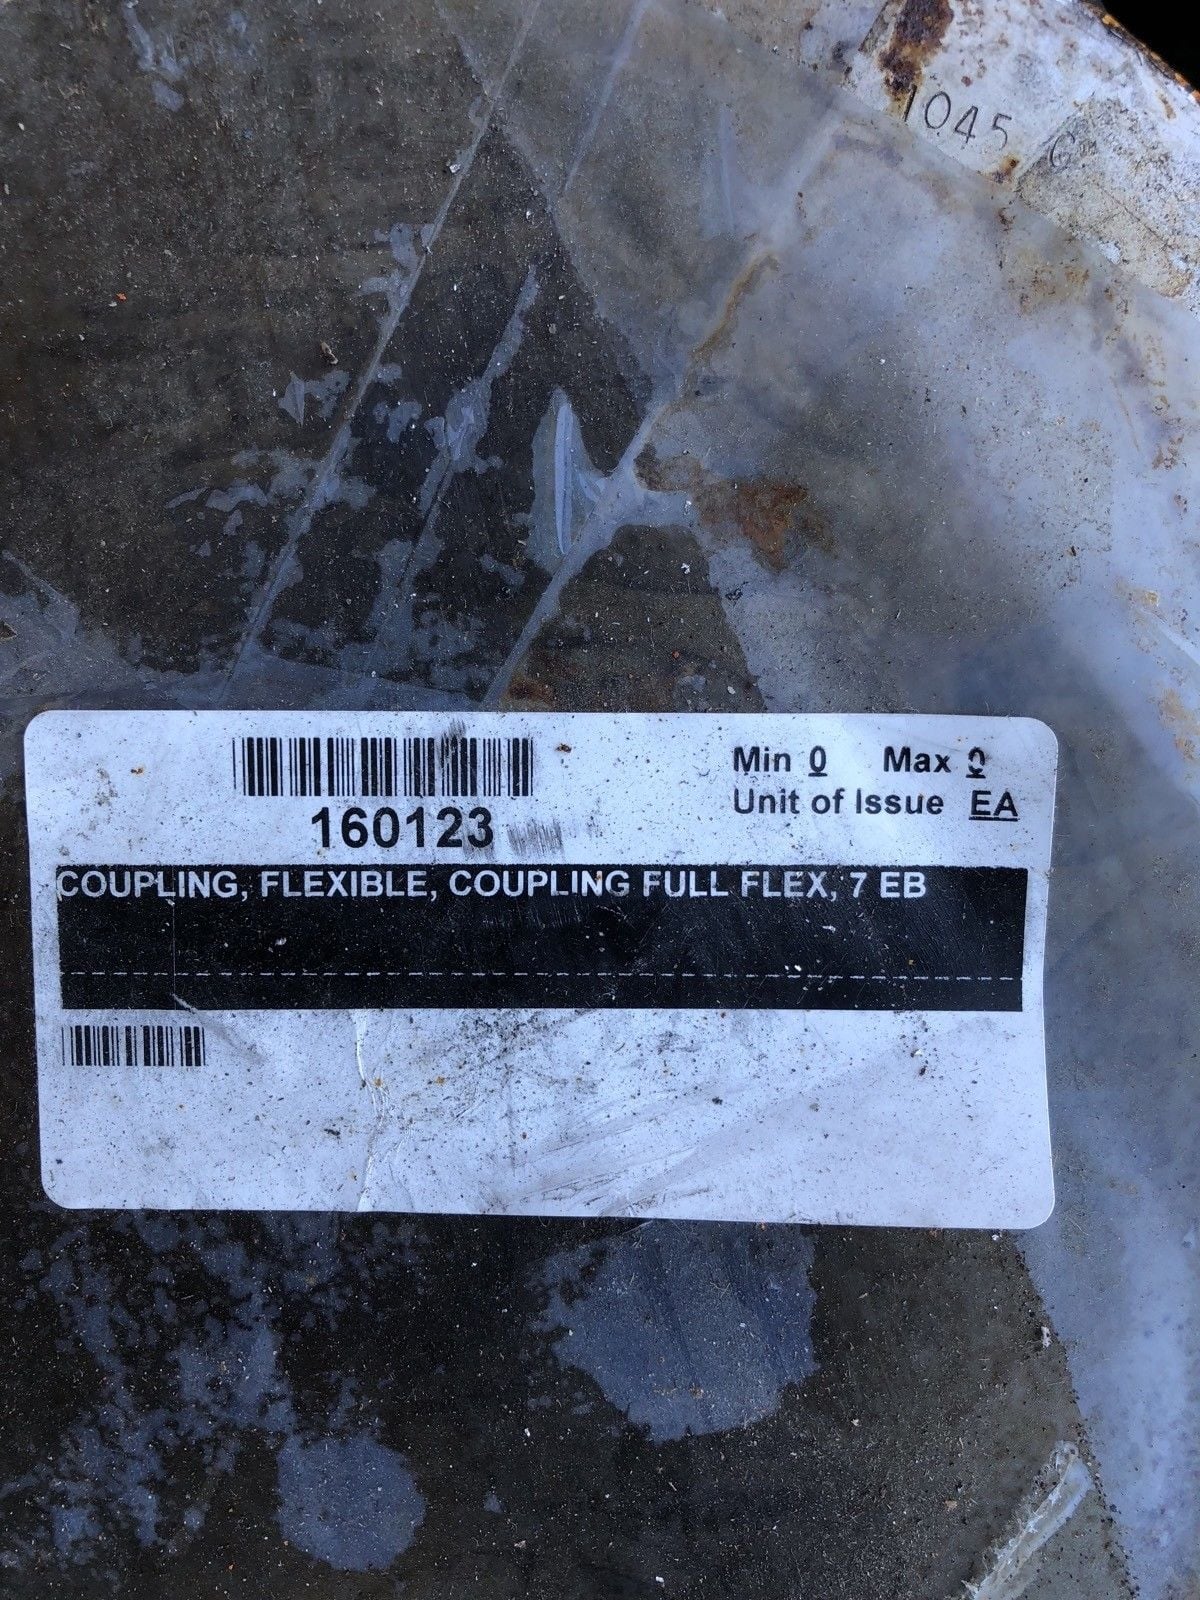 1045
Min 0 Max 0
Unit of Issue EA
160123
COUPLING, FLEXIBLE, COUPLING FULL FLEX, 7 EB